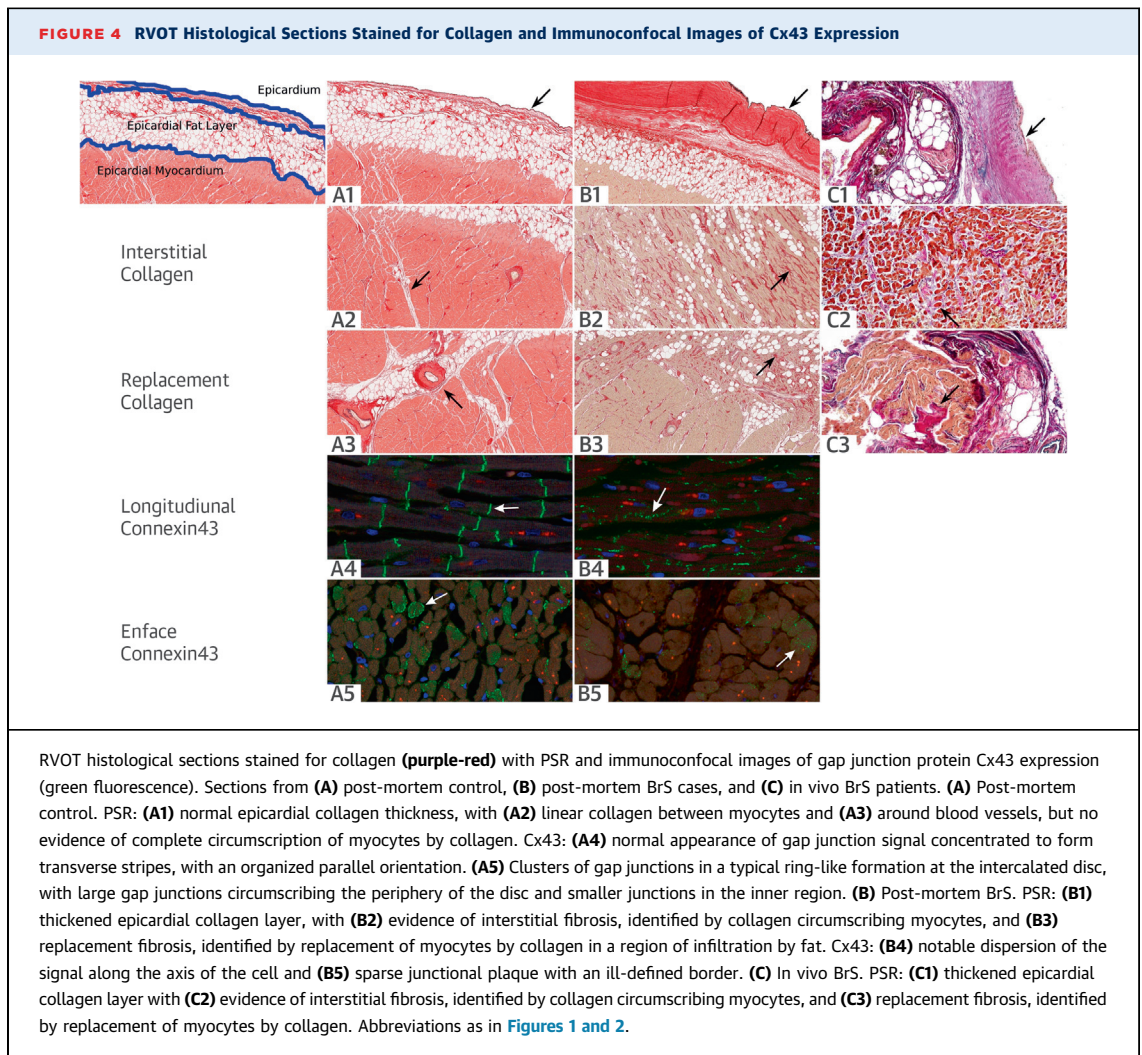 FIGURE 4 RVOT Histological Sections Stained for Collagen and Immunoconfocal Images of Cx43 Expression
Epicardium
Epicardial Fat Layer
Epicardial Myocardium
A1
B1
C1
Interstitial
Collagen
A2
B2
C2
Replacement
Collagen
A3
B3
C3
Longitudiunal
Connexin43
A4
B4
Enface
Connexin43
A5
B5
RVOT histological sections stained for collagen (purple-red) with PSR and immunoconfocal images of gap junction protein Cx43 expression
(green fluorescence). Sections from (A) post-mortem control, (B) post-mortem BrS cases, and (C) in vivo BrS patients. (A) Post-mortem
control. PSR: (A1) normal epicardial collagen thickness, with (A2) linear collagen between myocytes and (A3) around blood vessels, but no
evidence of complete circumscription of myocytes by collagen. Cx43: (A4) normal appearance of gap junction signal concentrated to form
transverse stripes, with an organized parallel orientation. (A5) Clusters of gap junctions in a typical ring-like formation at the intercalated disc,
with large gap junctions circumscribing the periphery of the disc and smaller junctions in the inner region. (B) Post-mortem BrS. PSR: (B1)
thickened epicardial collagen layer, with (B2) evidence of interstitial fibrosis, identified by collagen circumscribing myocytes, and (B3)
replacement fibrosis, identified by replacement of myocytes by collagen in a region of infiltration by fat. Cx43: (B4) notable dispersion of the
signal along the axis of the cell and (B5) sparse junctional plaque with an ill-defined border. (C) In vivo BrS. PSR: (C1) thickened epicardial
collagen layer with (C2) evidence of interstitial fibrosis, identified by collagen circumscribing myocytes, and (C3) replacement fibrosis, identified
by replacement of myocytes by collagen. Abbreviations as in Figures 1 and 2.